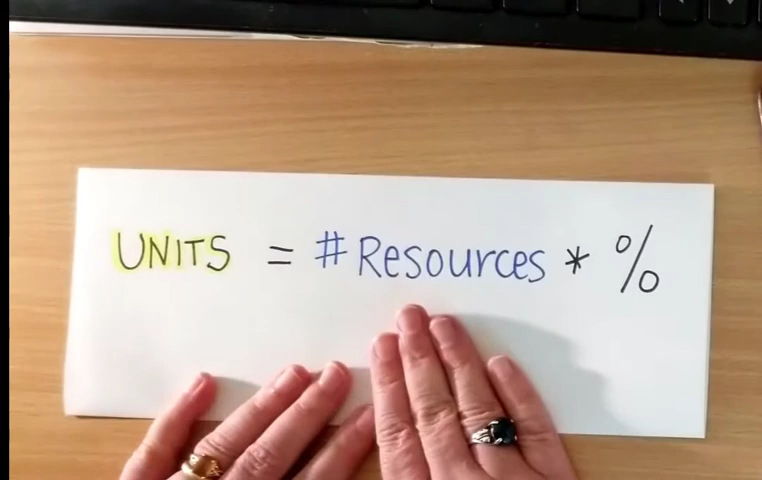 UNITS = # Resources * %